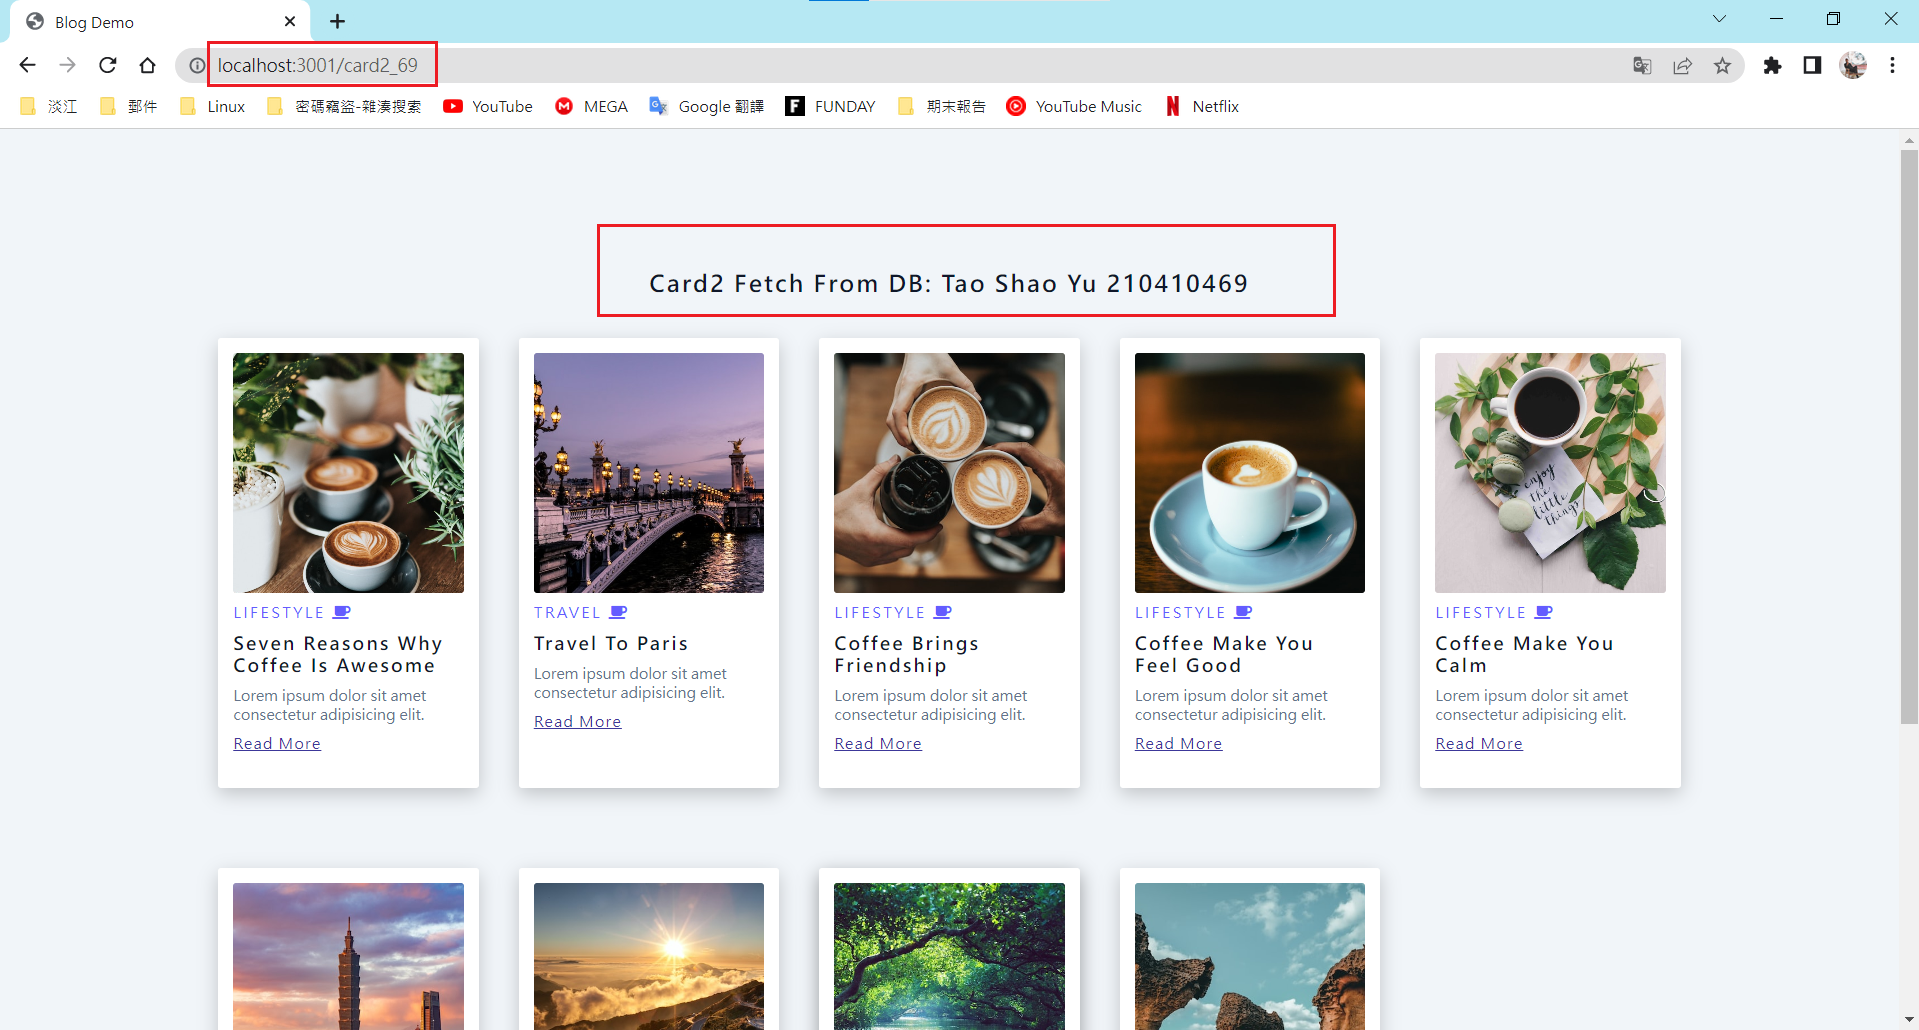 Blog Demo
localhost:3001/card2_69
淡江 郵件 Linux 密碼竊盜-雜湊搜索 YouTube MEGA Google 翻譯 FUNDAY 期末報告 YouTube Music Netflix
Card2 Fetch From DB: Tao Shao Yu 210410469
enjoy
the
little
things
LIFESTYLE
Seven Reasons Why
Coffee Is Awesome
Lorem ipsum dolor sit amet
consectetur adipisicing elit.
Read More
TRAVEL
Travel To Paris
Lorem ipsum dolor sit amet
consectetur adipisicing elit.
Read More
LIFESTYLE
Coffee Brings
Friendship
Lorem ipsum dolor sit amet
consectetur adipisicing elit.
Read More
LIFESTYLE
Coffee Make You
Feel Good
Lorem ipsum dolor sit amet
consectetur adipisicing elit.
Read More
LIFESTYLE
Coffee Make You
Calm
Lorem ipsum dolor sit amet
consectetur adipisicing elit.
Read More